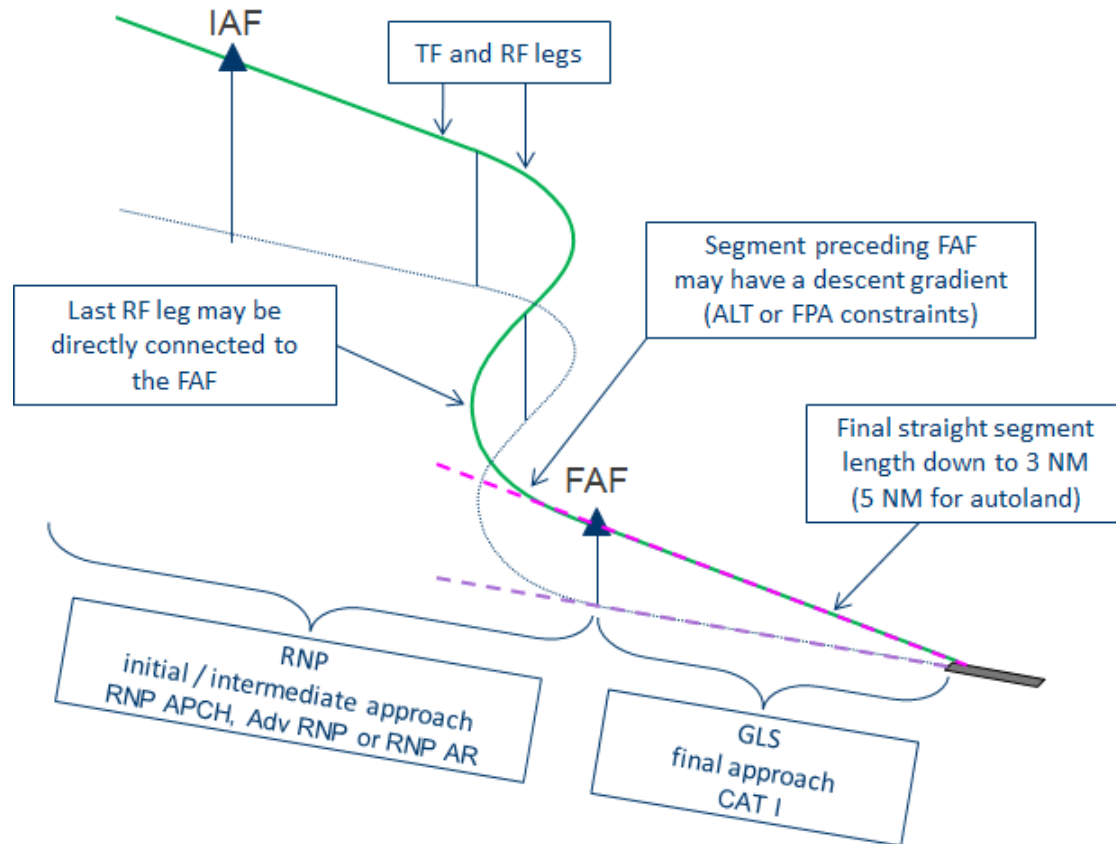 IAF
TF and RF legs
Segment preceding FAF
may have a descent gradient
(ALT or FPA constraints)
Last RF leg may be
directly connected to
the FAF
Final straight segment
length down to 3 NM
(5 NM for autoland)
FAF
RNP
initial / intermediate approach
RNP APCH, Adv RNP or RNP AR
GLS
final approach
CAT I